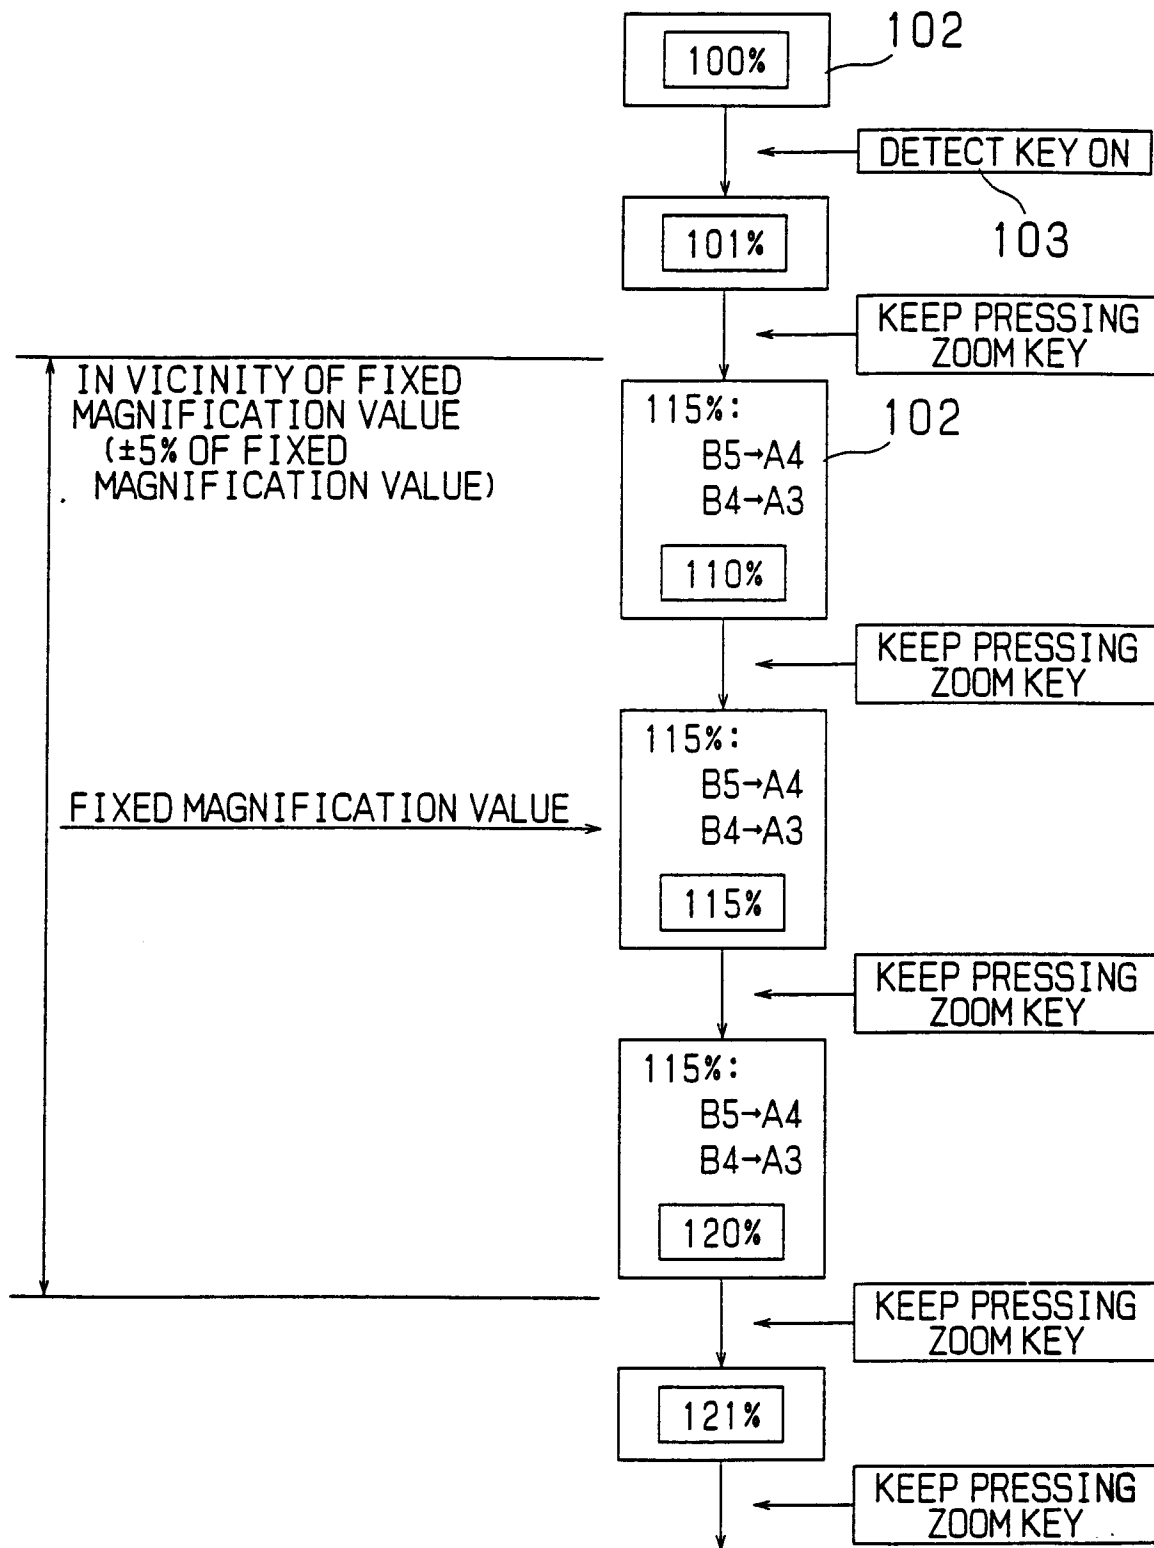 100%
102
DETECT KEY ON
103
101%
KEEP PRESSING
ZOOM KEY
IN VICINITY OF FIXED
MAGNIFICATION VALUE
(±5% OF FIXED
MAGNIFICATION VALUE)
115%:
B5→A4
B4→A3
110%
102
KEEP PRESSING
ZOOM KEY
FIXED MAGNIFICATION VALUE
115%:
B5→A4
B4→A3
115%
KEEP PRESSING
ZOOM KEY
115%:
B5→A4
B4→A3
120%
KEEP PRESSING
ZOOM KEY
121%
KEEP PRESSING
ZOOM KEY